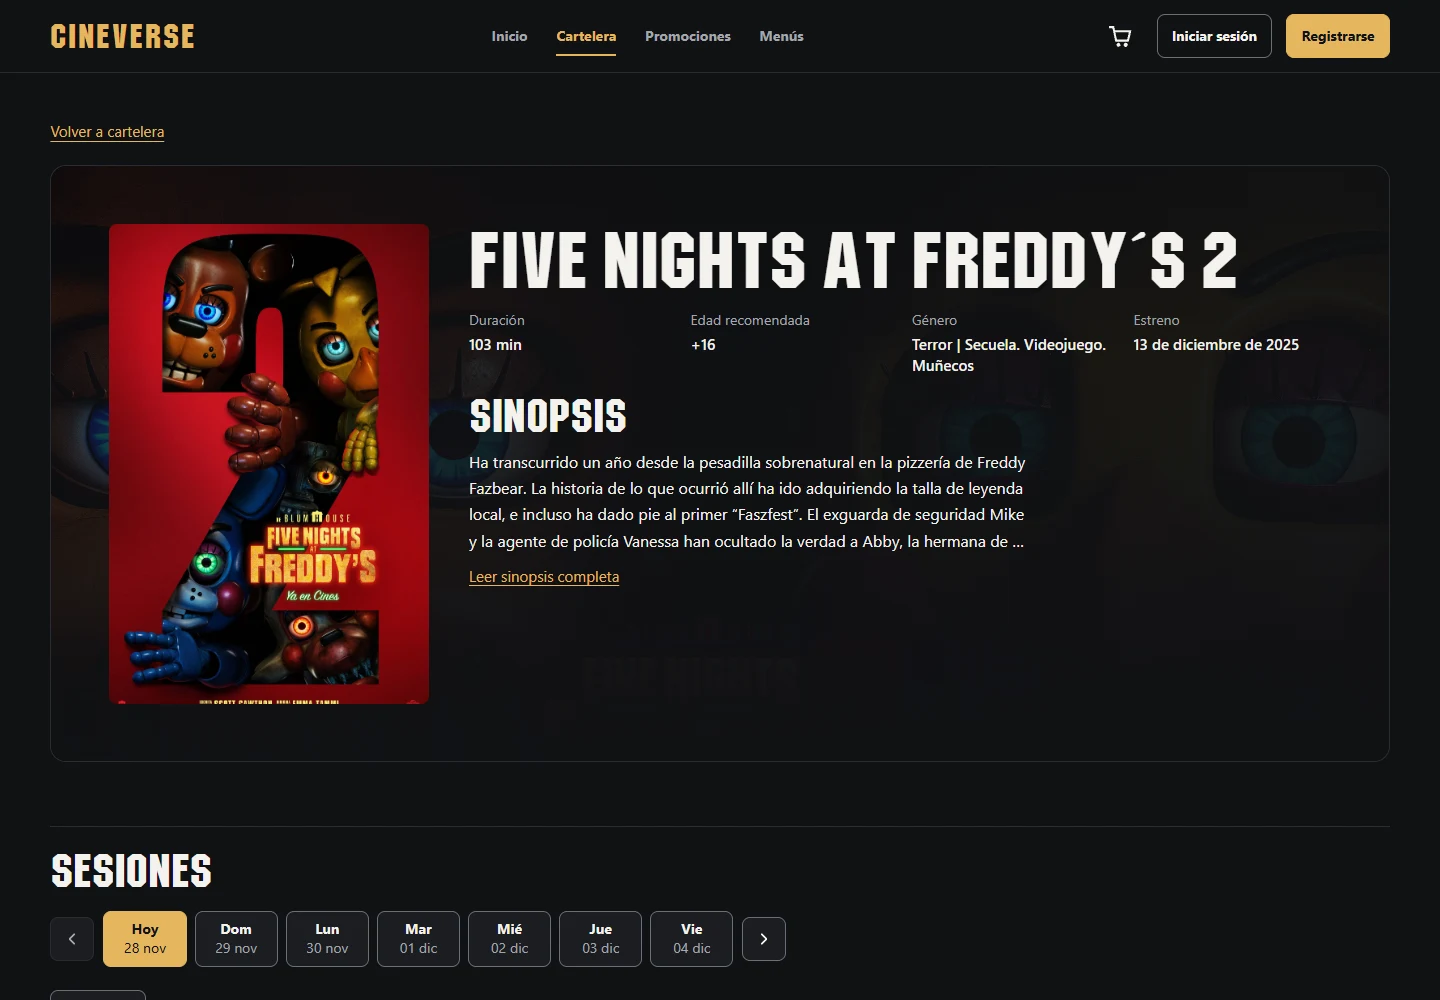 CINEVERSE
Inicio
Cartelera
Promociones
Menús
Iniciar sesión
Registrarse
Volver a cartelera
BLUMHOUSE
FIVE NIGHTS
AT
FREDDY'S
Ya en Cines
FIVE NIGHTS AT FREDDY´S 2
Duración
103 min
Edad recomendada
+16
Género
Terror | Secuela. Videojuego.
Muñecos
Estreno
13 de diciembre de 2025
SINOPSIS
Ha transcurrido un año desde la pesadilla sobrenatural en la pizzería de Freddy
Fazbear. La historia de lo que ocurrió allí ha ido adquiriendo la talla de leyenda
local, e incluso ha dado pie al primer “Faszfest”. El exguarda de seguridad Mike
y la agente de policía Vanessa han ocultado la verdad a Abby, la hermana de ...
Leer sinopsis completa
SESIONES
Hoy
28 nov
Dom
29 nov
Lun
30 nov
Mar
01 dic
Mié
02 dic
Jue
03 dic
Vie
04 dic